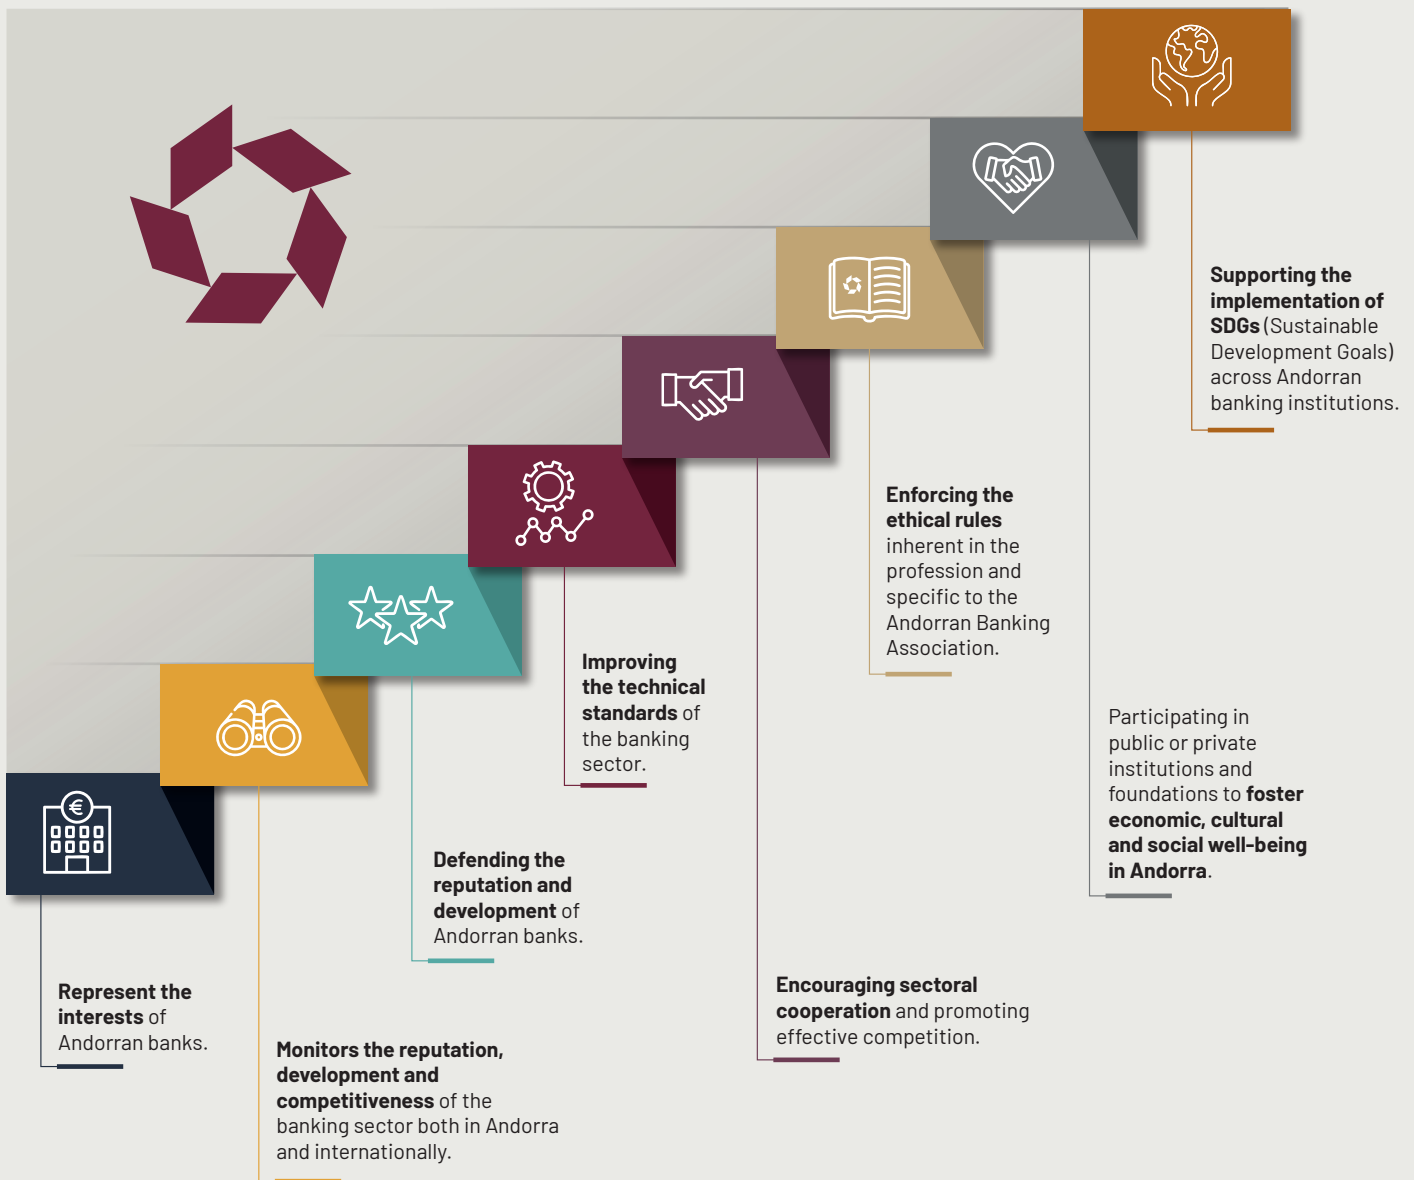 Supporting the
implementation of
SDGs (Sustainable
Development Goals)
across Andorran
banking institutions.
Enforcing the
ethical rules
inherent in the
profession and
specific to the
Andorran Banking
Association.
Improving
the technical
standards of
the banking
sector.
Participating in
public or private
institutions and
foundations to foster
economic, cultural
and social well-being
in Andorra.
Defending the
reputation and
development of
Andorran banks.
Encouraging sectoral
cooperation and promoting
effective competition.
€
Represent the
interests of
Andorran banks.
Monitors the reputation,
development and
competitiveness of the
banking sector both in Andorra
and internationally.